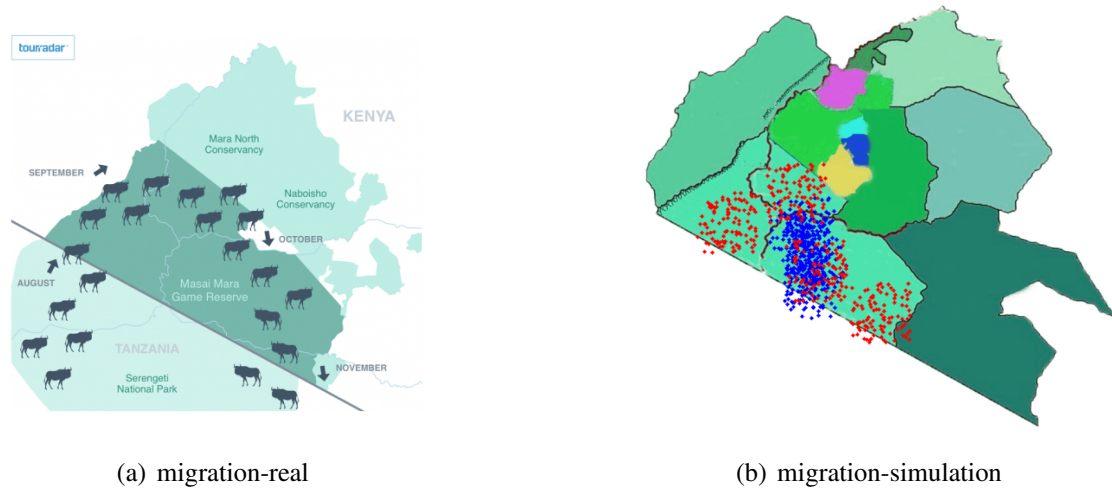 tourradar
KENYA
Mara North
Conservancy
SEPTEMBER
Naboisho
Conservancy
OCTOBER
AUGUST
Masai Mara
Game Reserve
TANZANIA
NOVEMBER
Serengeti
National Park
(a) migration-real
(b) migration-simulation